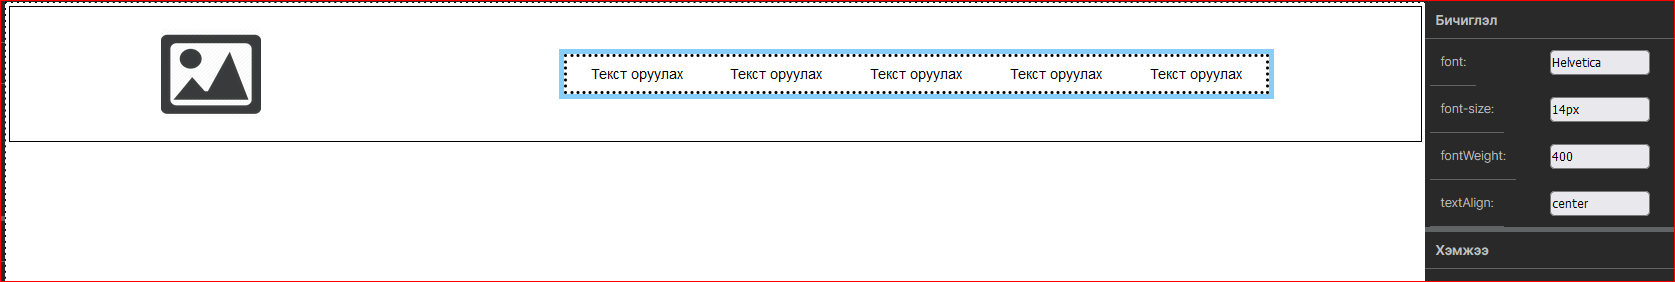 Текст оруулах Текст оруулах Текст оруулах Текст оруулах Текст оруулах
Бичиглэл
font: Helvetica
font-size: 14px
fontWeight: 400
textAlign: center
Хэмжээ